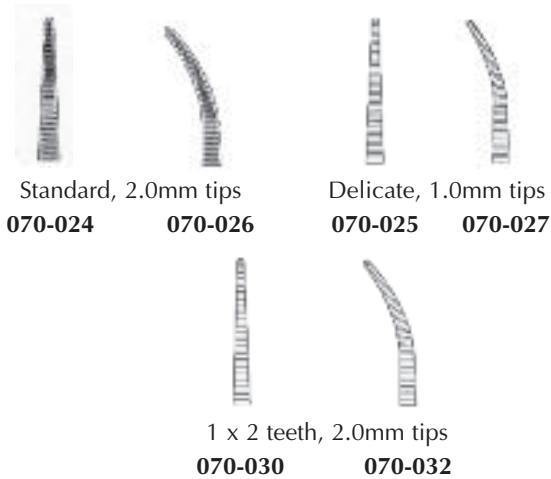 Standard, 2.0mm tips
070-024 070-026
Delicate, 1.0mm tips
070-025 070-027
1 x 2 teeth, 2.0mm tips
070-030 070-032